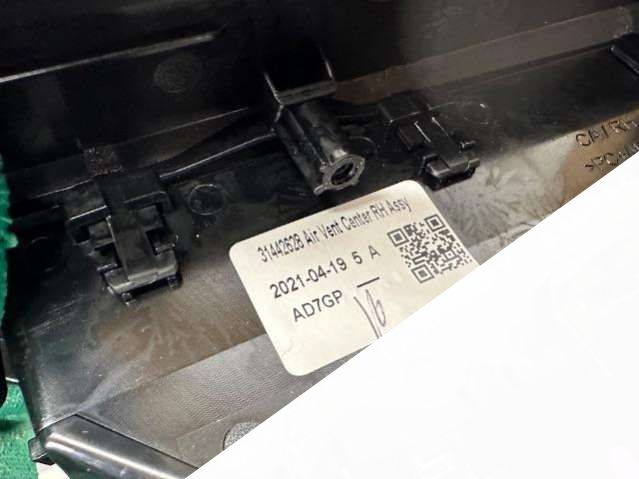 31442628 Air Vent Center RH Assy
2021-04-19 5 A
AD7GP